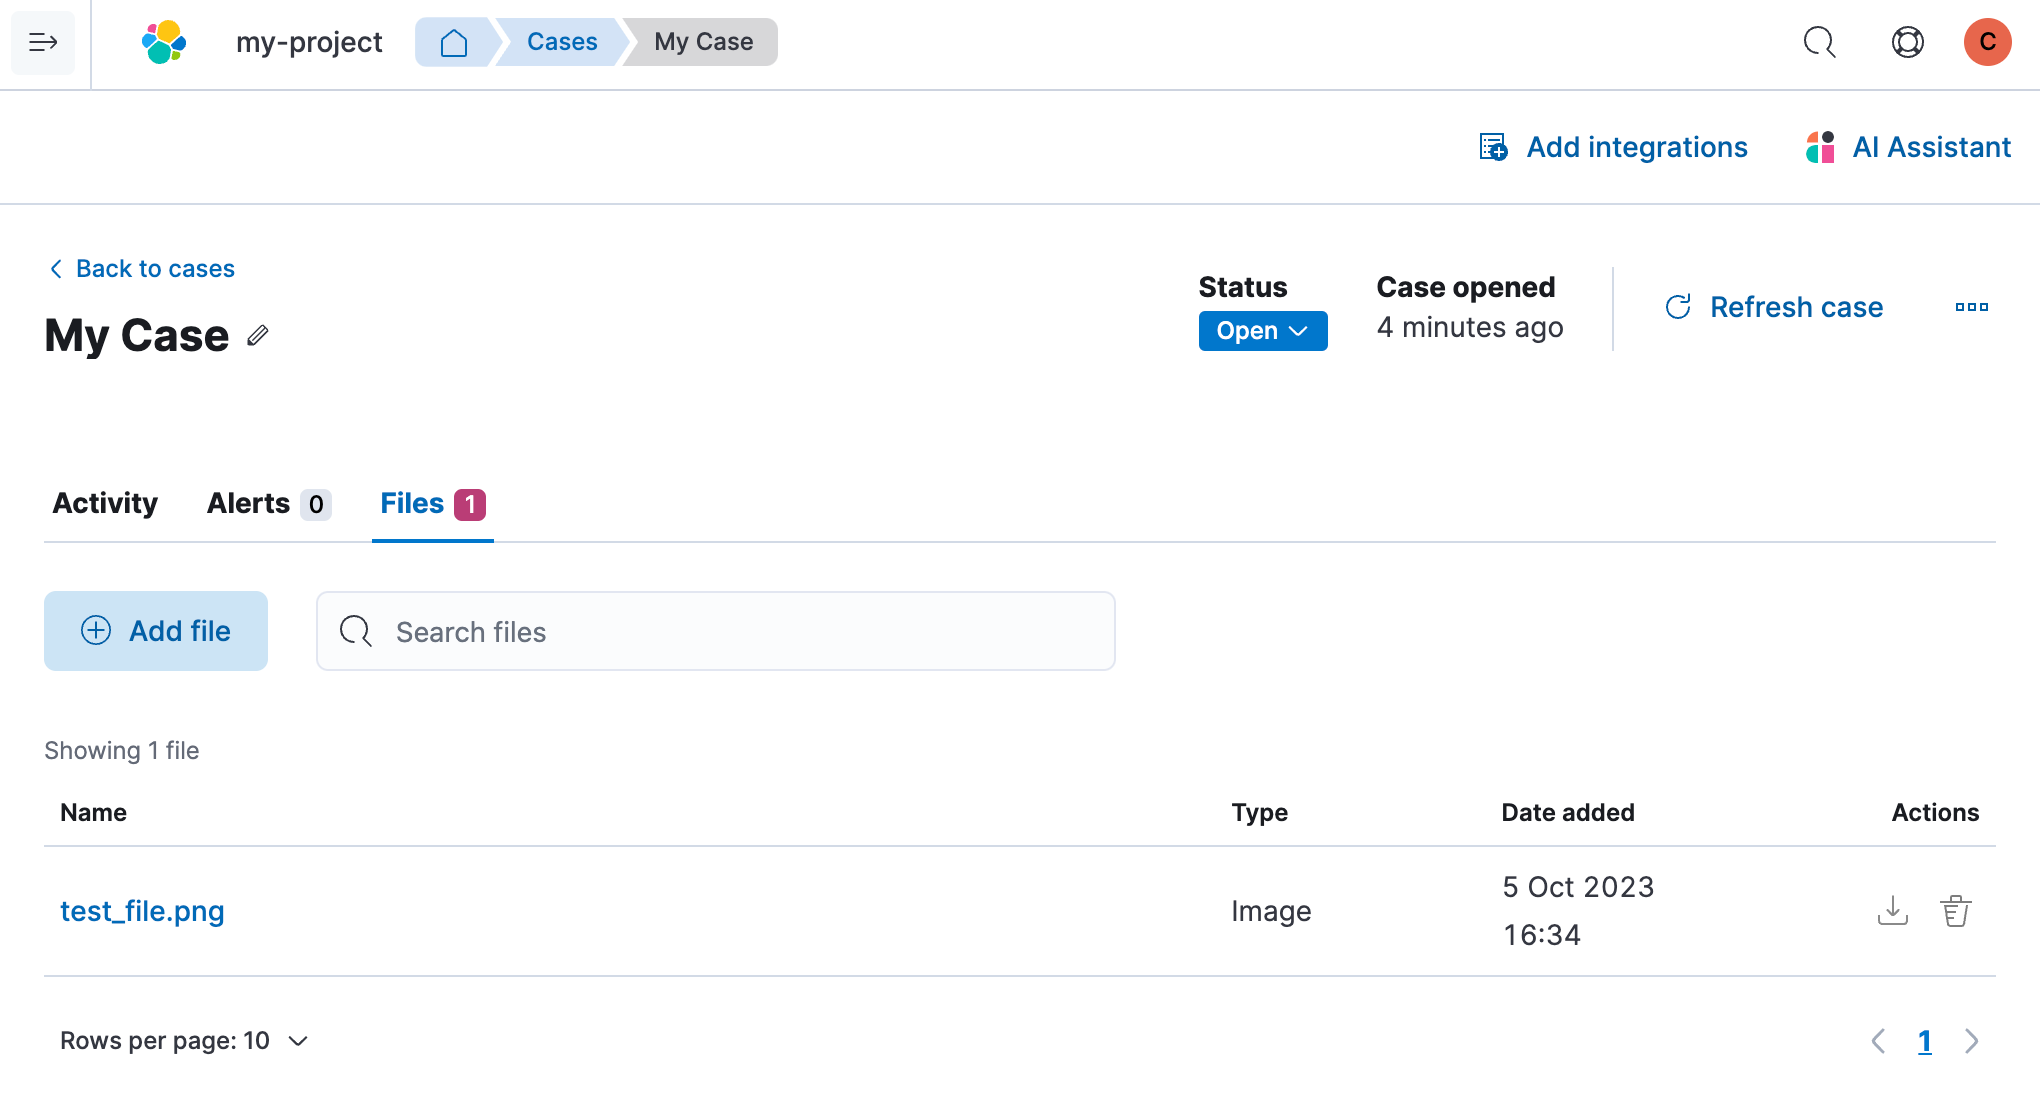 my-project
Cases
My Case
C
Add integrations
AI Assistant
Back to cases
My Case
Status
Open
Case opened
4 minutes ago
Refresh case
Activity
Alerts 0
Files 1
Add file
Search files
Showing 1 file
Name
Type
Date added
Actions
test_file.png
Image
5 Oct 2023
16:34
Rows per page: 10
1